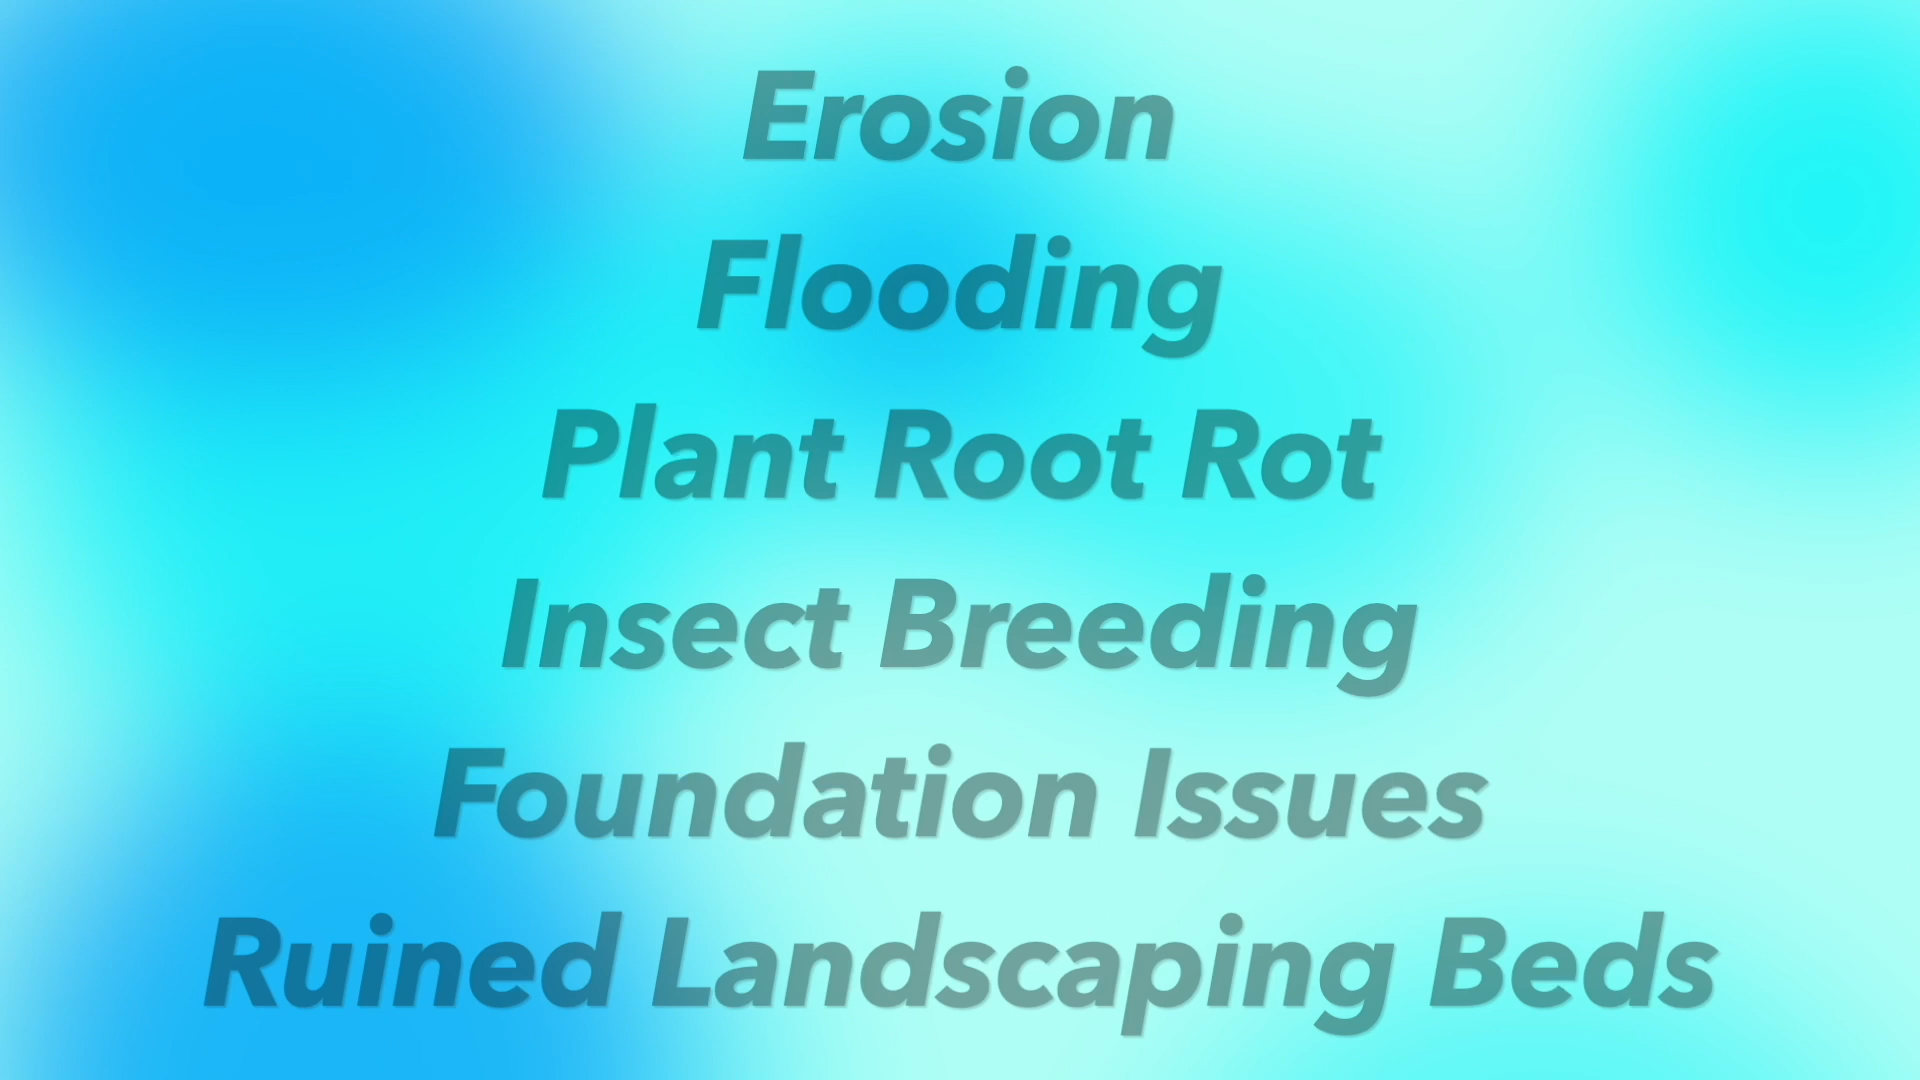 Erosion
Flooding
Plant Root Rot
Insect Breeding
Foundation Issues
Ruined Landscaping Beds